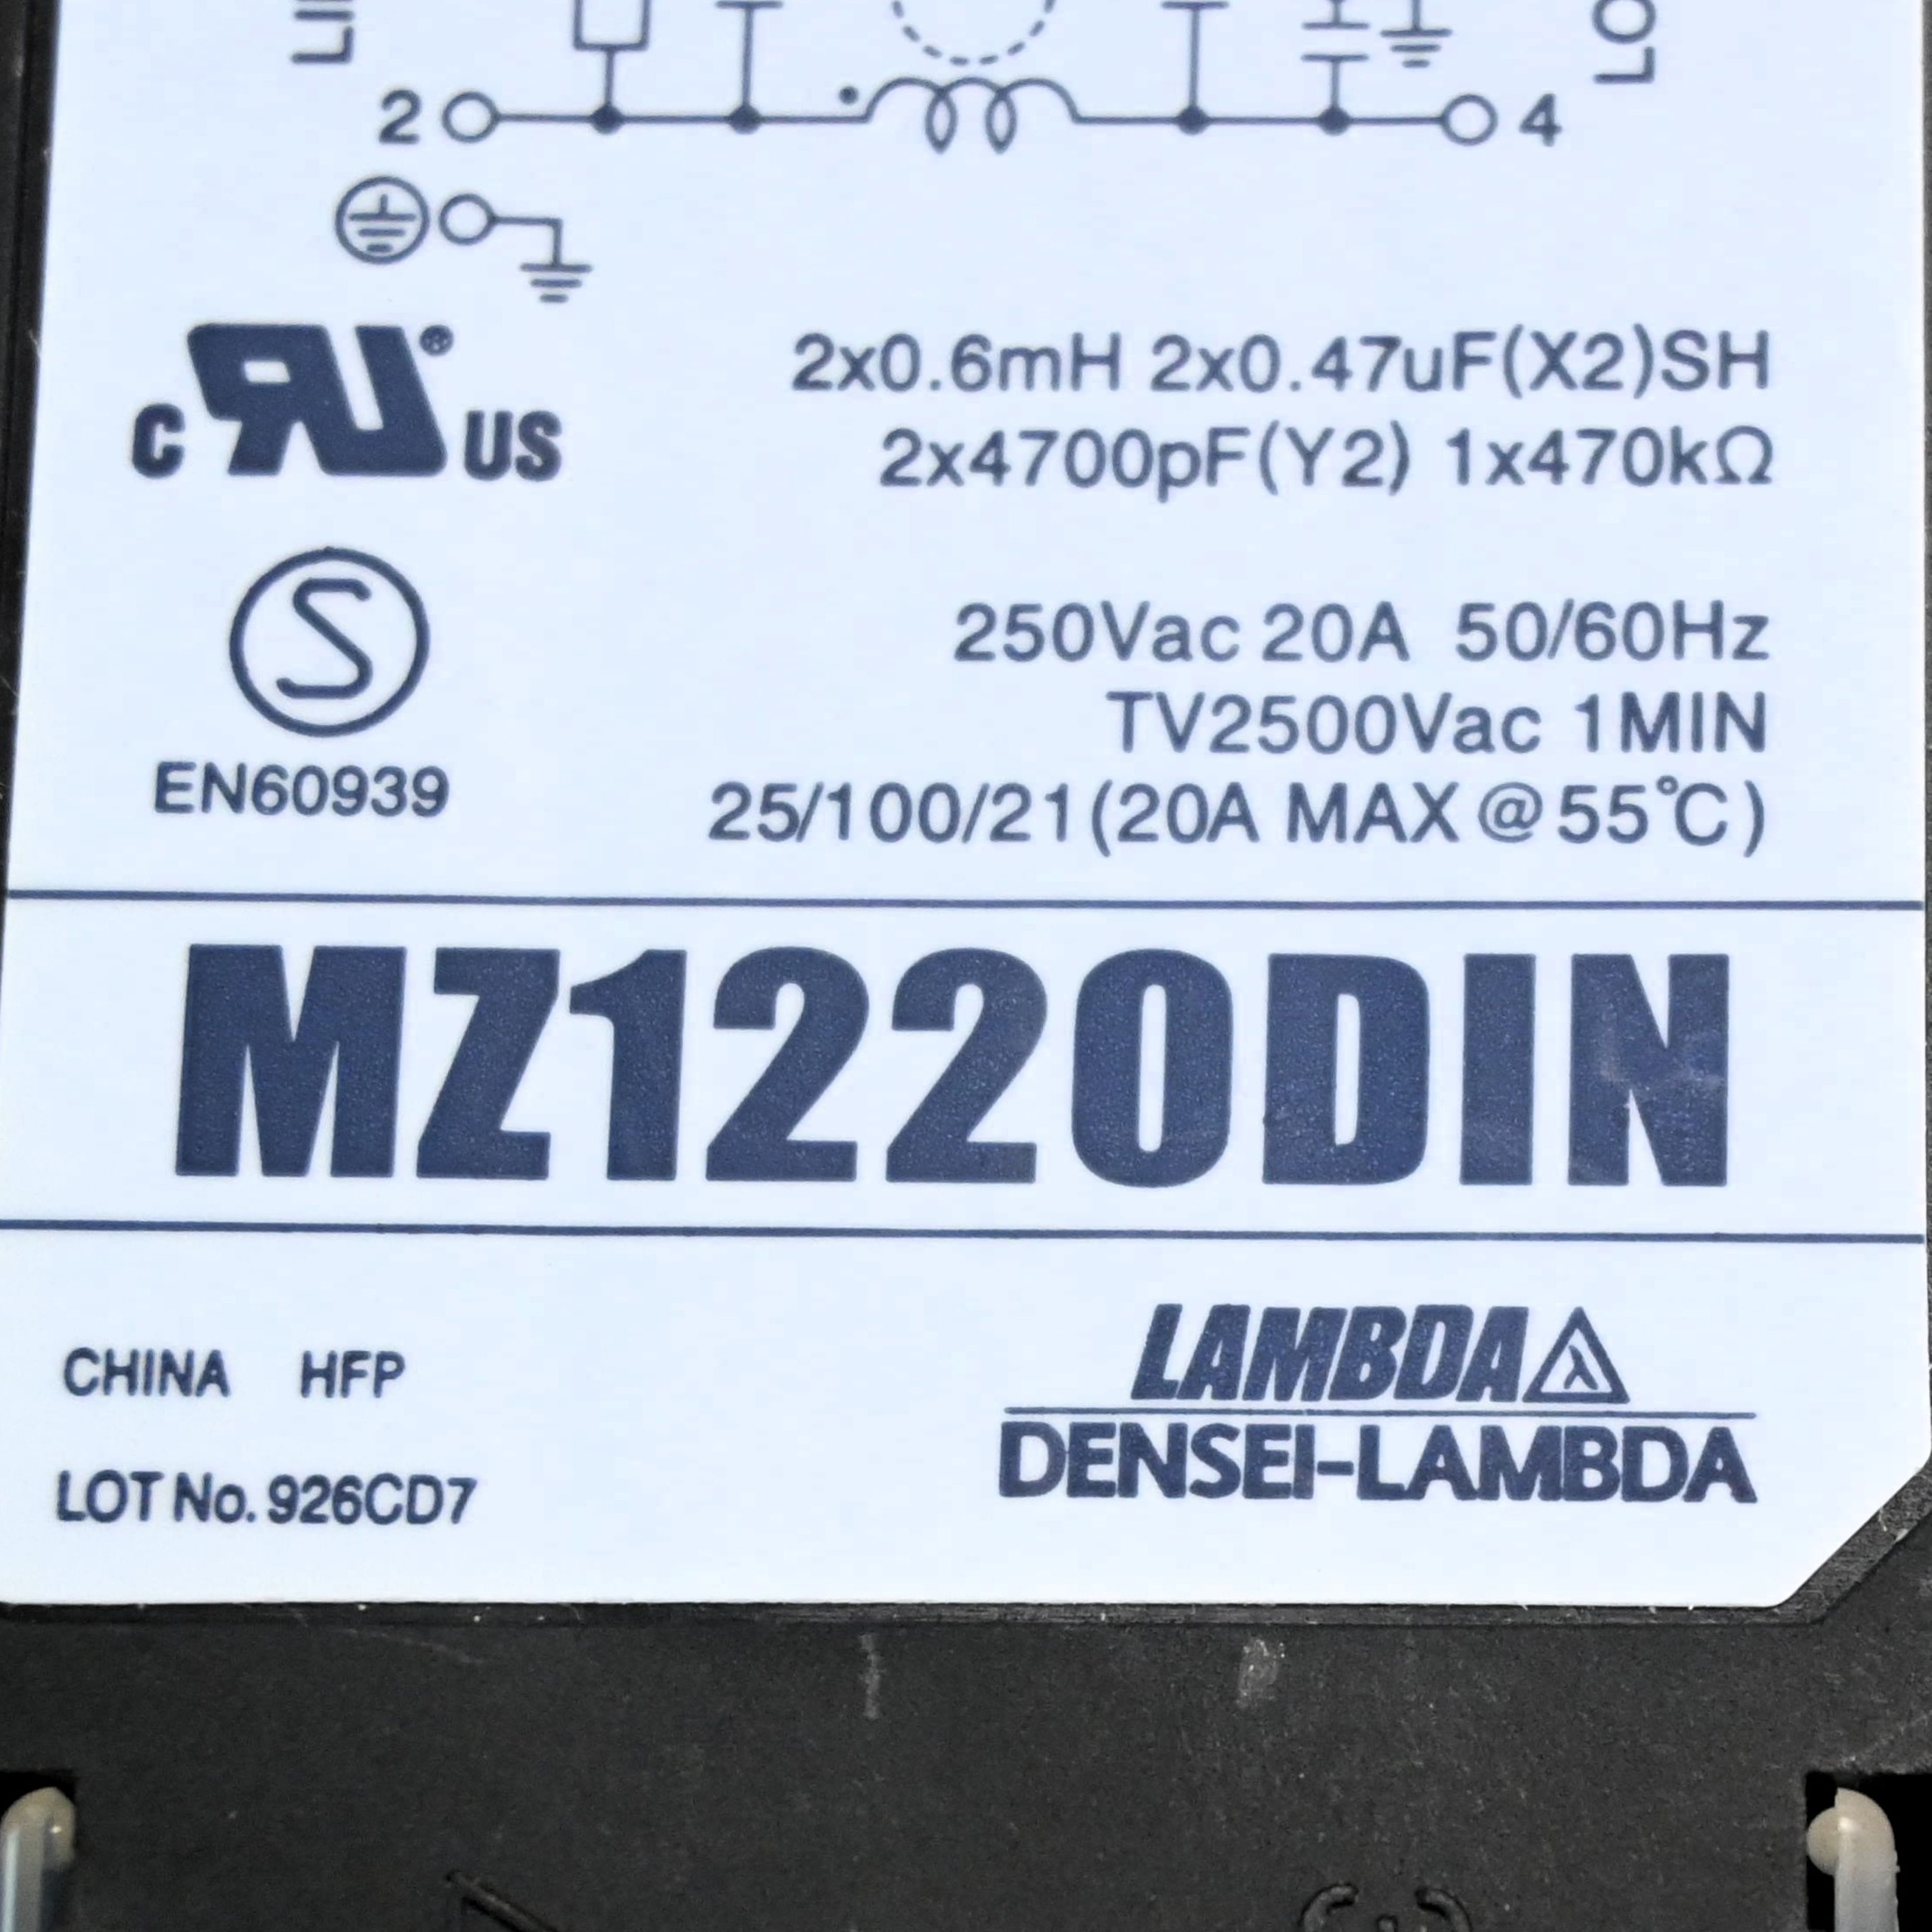 2 4
C RU® US
2x0.6mH 2x0.47uF(X2)SH
2x4700pF(Y2) 1x470kΩ
S
EN60939
250Vac 20A 50/60Hz
TV2500Vac 1MIN
25/100/21(20A MAX @55℃)
MZ1220DIN
CHINA HFP
LOT No. 926CD7
LAMBDA λ
DENSEI-LAMBDA